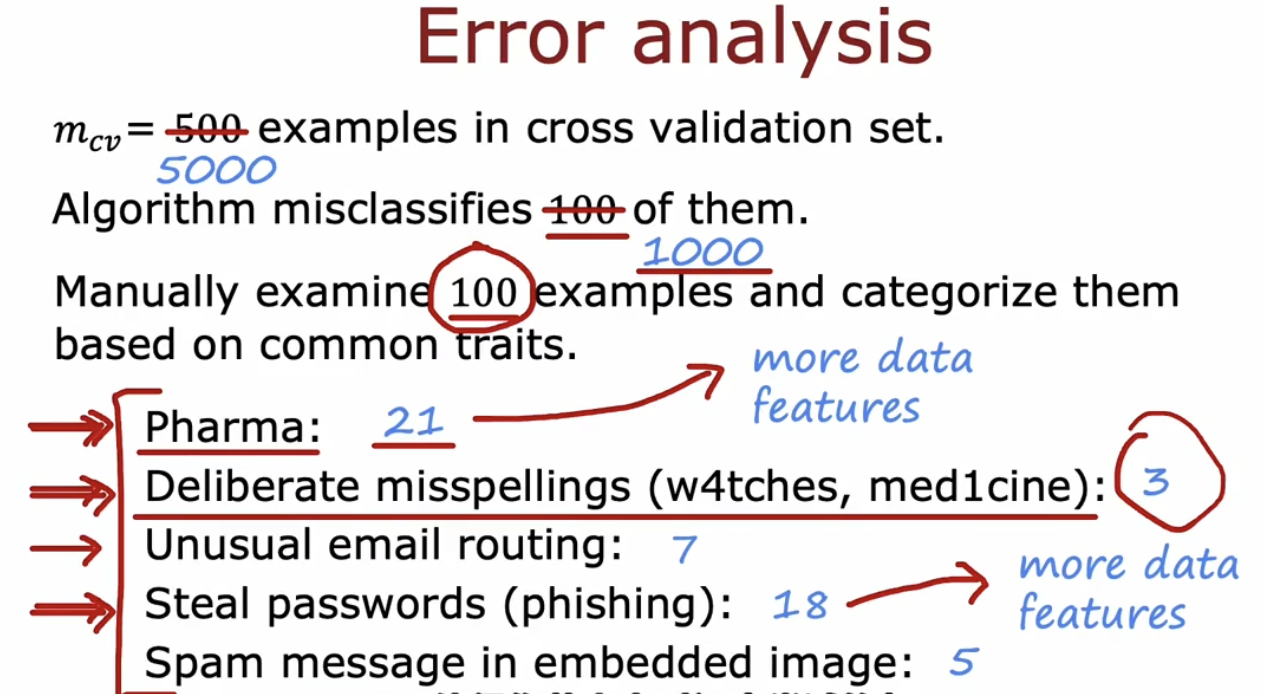 Error analysis
m_cv= 500 examples in cross validation set.
5000
Algorithm misclassifies 100 of them.
1000
Manually examine 100 examples and categorize them
based on common traits.
more data
features
Pharma: 21
Deliberate misspellings (w4tches, med1cine): 3
Unusual email routing: 7
more data
features
Steal passwords (phishing): 18
Spam message in embedded image: 5